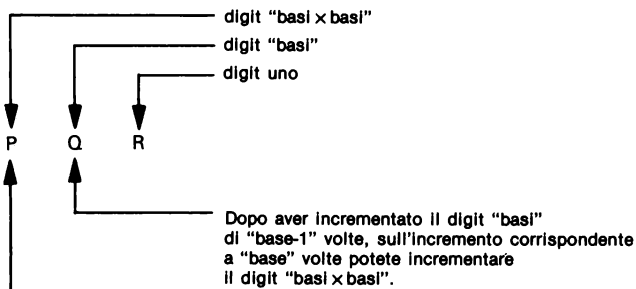 digit “basi × basi”
digit “basi”
digit uno
P Q R
Dopo aver incrementato il digit “basi”
di “base-1” volte, sull'incremento corrispondente
a “base” volte potete incrementare
il digit “basi × basi”.